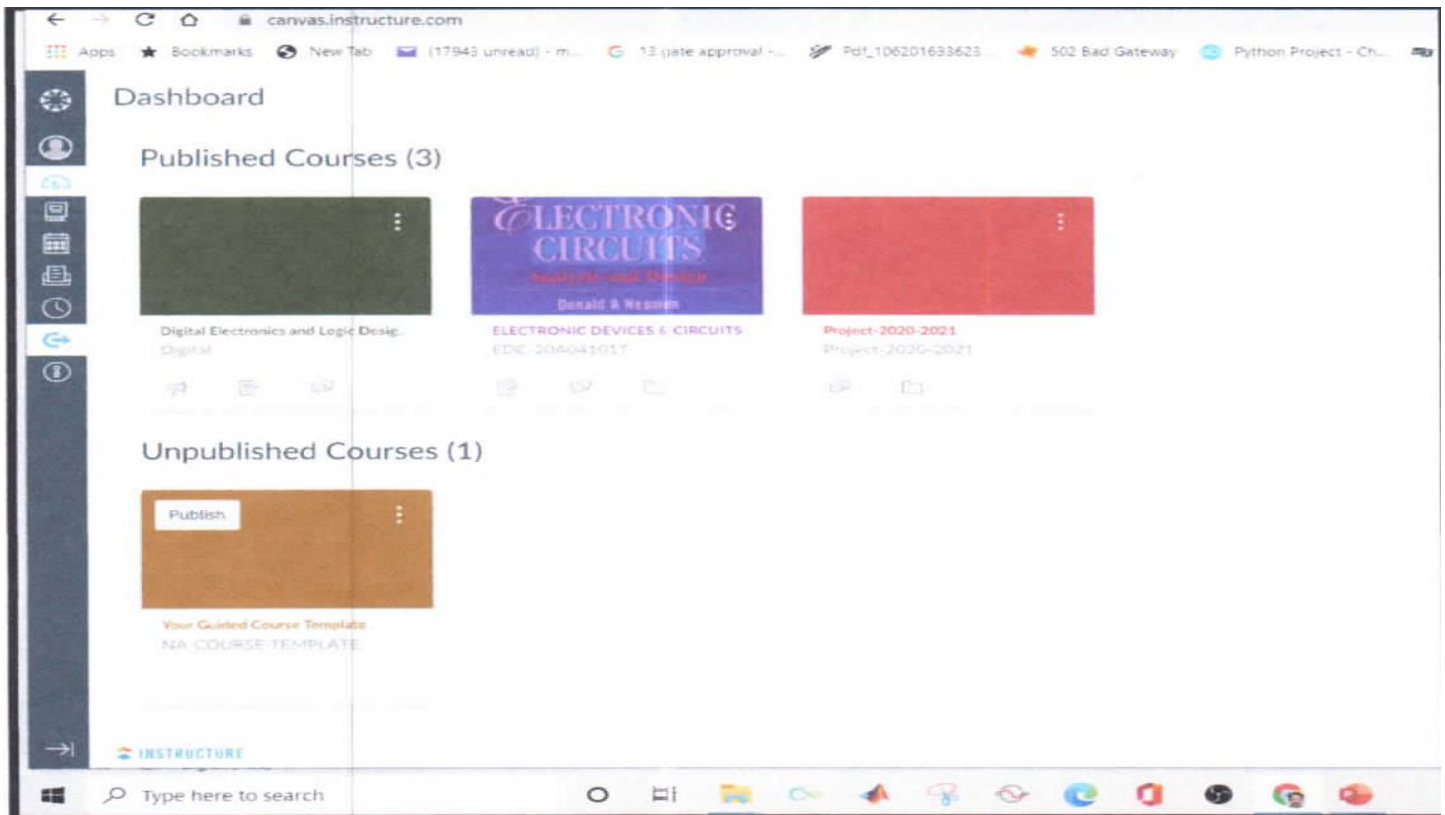 canvas.instructure.com
Apps Bookmarks New Tab (17943 unread) - m... 13 gate approval -... Pdf_106201633623... 502 Bad Gateway Python Project - Ch...
Dashboard
Published Courses (3)
ELECTRONIC
CIRCUITS
Analysis and Design
Donald A Neamen
Digital Electronics and Logic Desig..
Digital
ELECTRONIC DEVICES & CIRCUITS
EDC-20A04101T
Project-2020-2021
Project-2020-2021
Unpublished Courses (1)
Publish
Your Guided Course Template
NA-COURSE-TEMPLATE
INSTRUCTURE
Type here to search